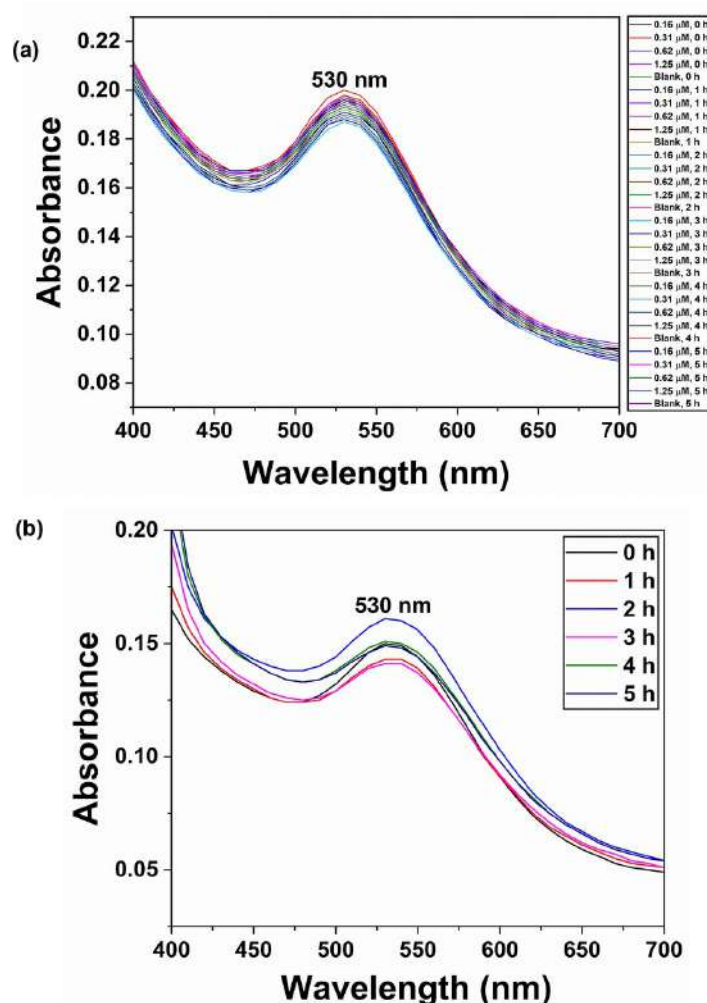 (a)
0.22
0.20
0.18
0.16
0.14
0.12
0.10
0.08
Absorbance
530 nm
400 450 500 550 600 650 700
Wavelength (nm)
0.16 µM, 0 h
0.31 µM, 0 h
0.62 µM, 0 h
1.25 µM, 0 h
Blank, 0 h
0.16 µM, 1 h
0.31 µM, 1 h
0.62 µM, 1 h
1.25 µM, 1 h
Blank, 1 h
0.16 µM, 2 h
0.31 µM, 2 h
0.62 µM, 2 h
1.25 µM, 2 h
Blank, 2 h
0.16 µM, 3 h
0.31 µM, 3 h
0.62 µM, 3 h
1.25 µM, 3 h
Blank, 3 h
0.16 µM, 4 h
0.31 µM, 4 h
0.62 µM, 4 h
1.25 µM, 4 h
Blank, 4 h
0.16 µM, 5 h
0.31 µM, 5 h
0.62 µM, 5 h
1.25 µM, 5 h
Blank, 5 h
(b)
0.20
0.15
0.10
0.05
Absorbance
530 nm
0 h
1 h
2 h
3 h
4 h
5 h
400 450 500 550 600 650 700
Wavelength (nm)